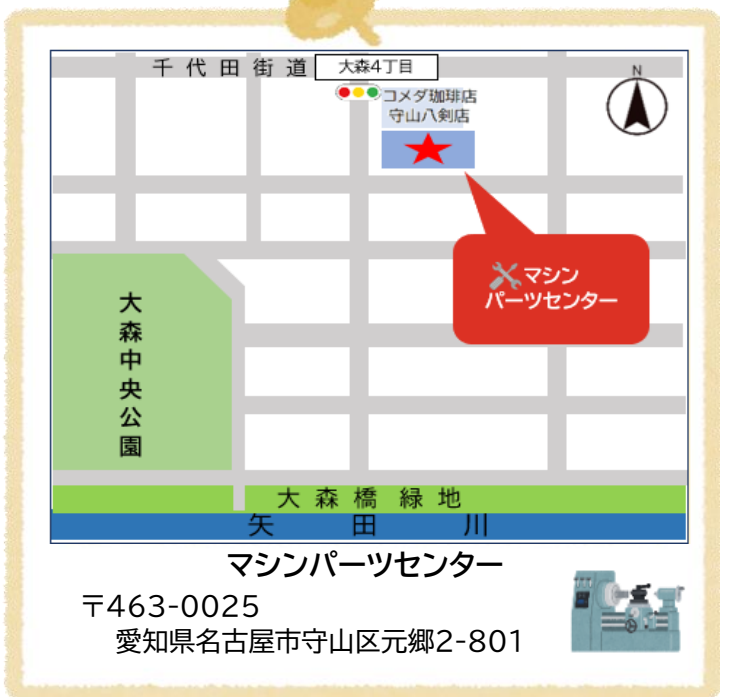 千代田街道
大森4丁目
N
コメダ珈琲店
守山八剣店
マシン
パーツセンター
大森中央公園
大森橋緑地
矢田川
マシンパーツセンター
〒463-0025
愛知県名古屋市守山区元郷2-801